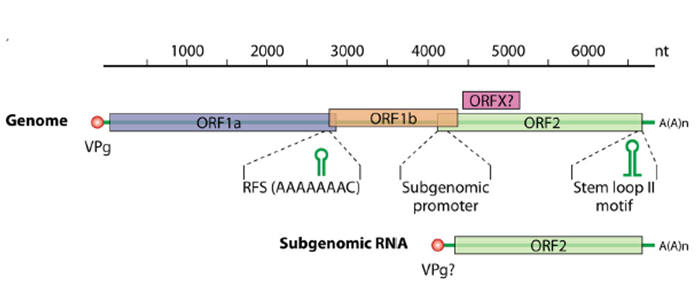 1000 2000 3000 4000 5000 6000 nt
ORFX?
Genome ORF1a ORF1b ORF2 A(A)n
VPg
RFS (AAAAAAAC) Subgenomic promoter Stem loop II motif
Subgenomic RNA ORF2 A(A)n
VPg?